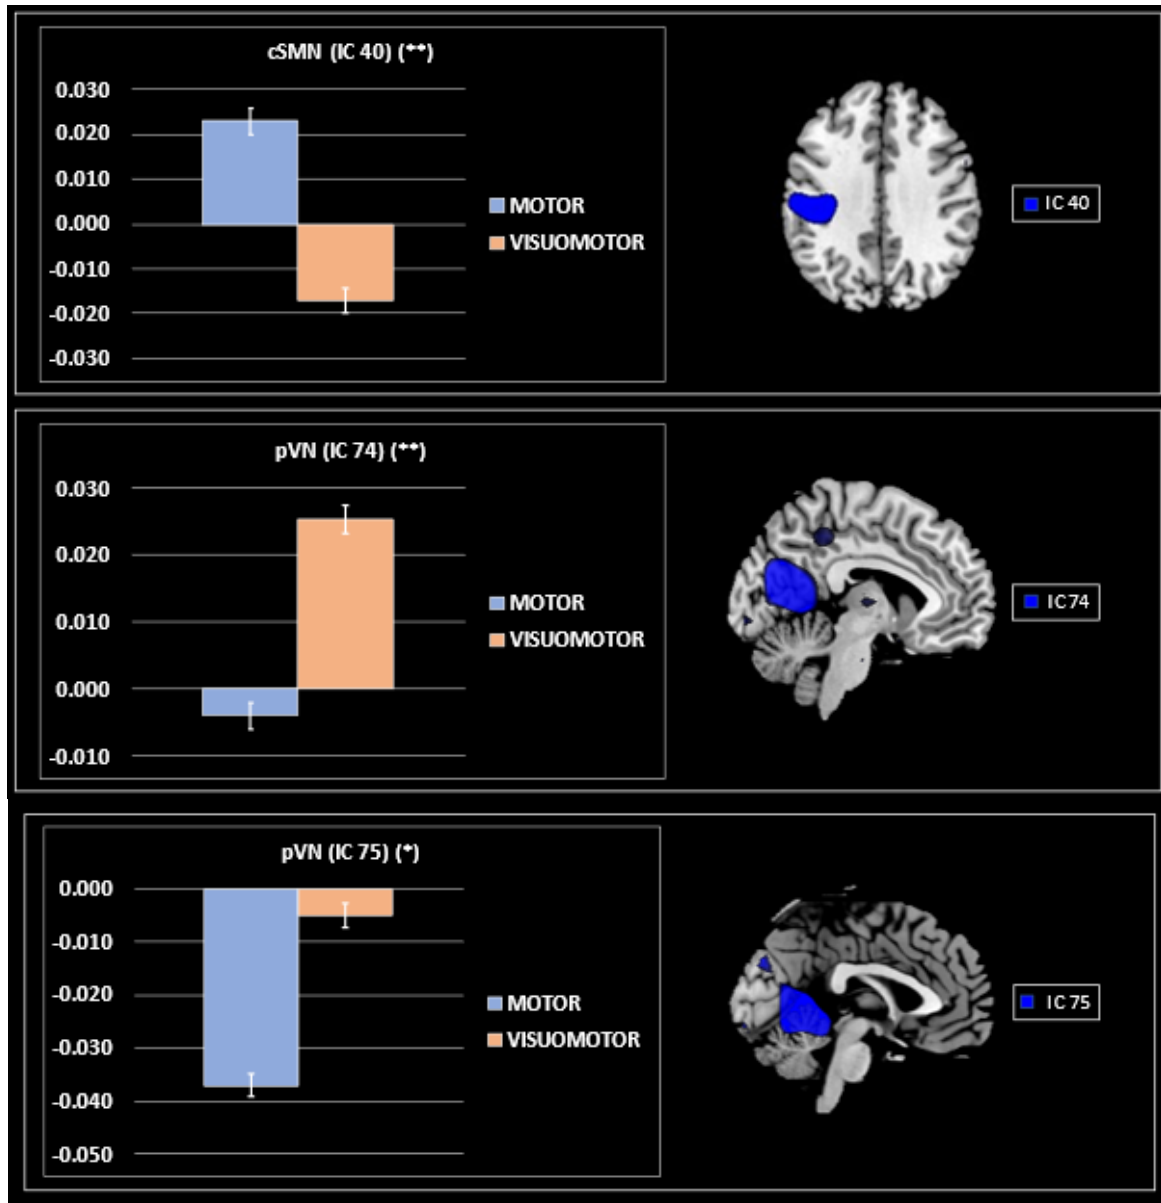 cSMN (IC 40) (**)
0.030
0.020
0.010
0.000
-0.010
-0.020
-0.030
MOTOR
VISUOMOTOR
IC 40
pVN (IC 74) (**)
0.030
0.020
0.010
0.000
-0.010
MOTOR
VISUOMOTOR
IC74
pVN (IC 75) (*)
0.000
-0.010
-0.020
-0.030
-0.040
-0.050
MOTOR
VISUOMOTOR
IC 75